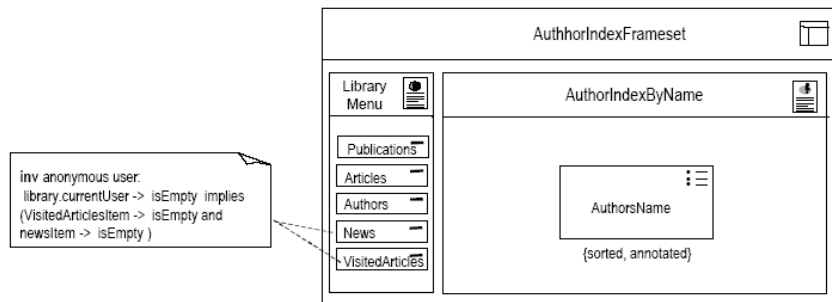 AuthhorIndexFrameset
Library
Menu
AuthorIndexByName
Publications
Articles
Authors
News
VisitedArticles
AuthorsName
{sorted, annotated}
inv anonymous user:
library.currentUser -> isEmpty implies
(VisitedArticlesItem -> isEmpty and
newsItem -> isEmpty )